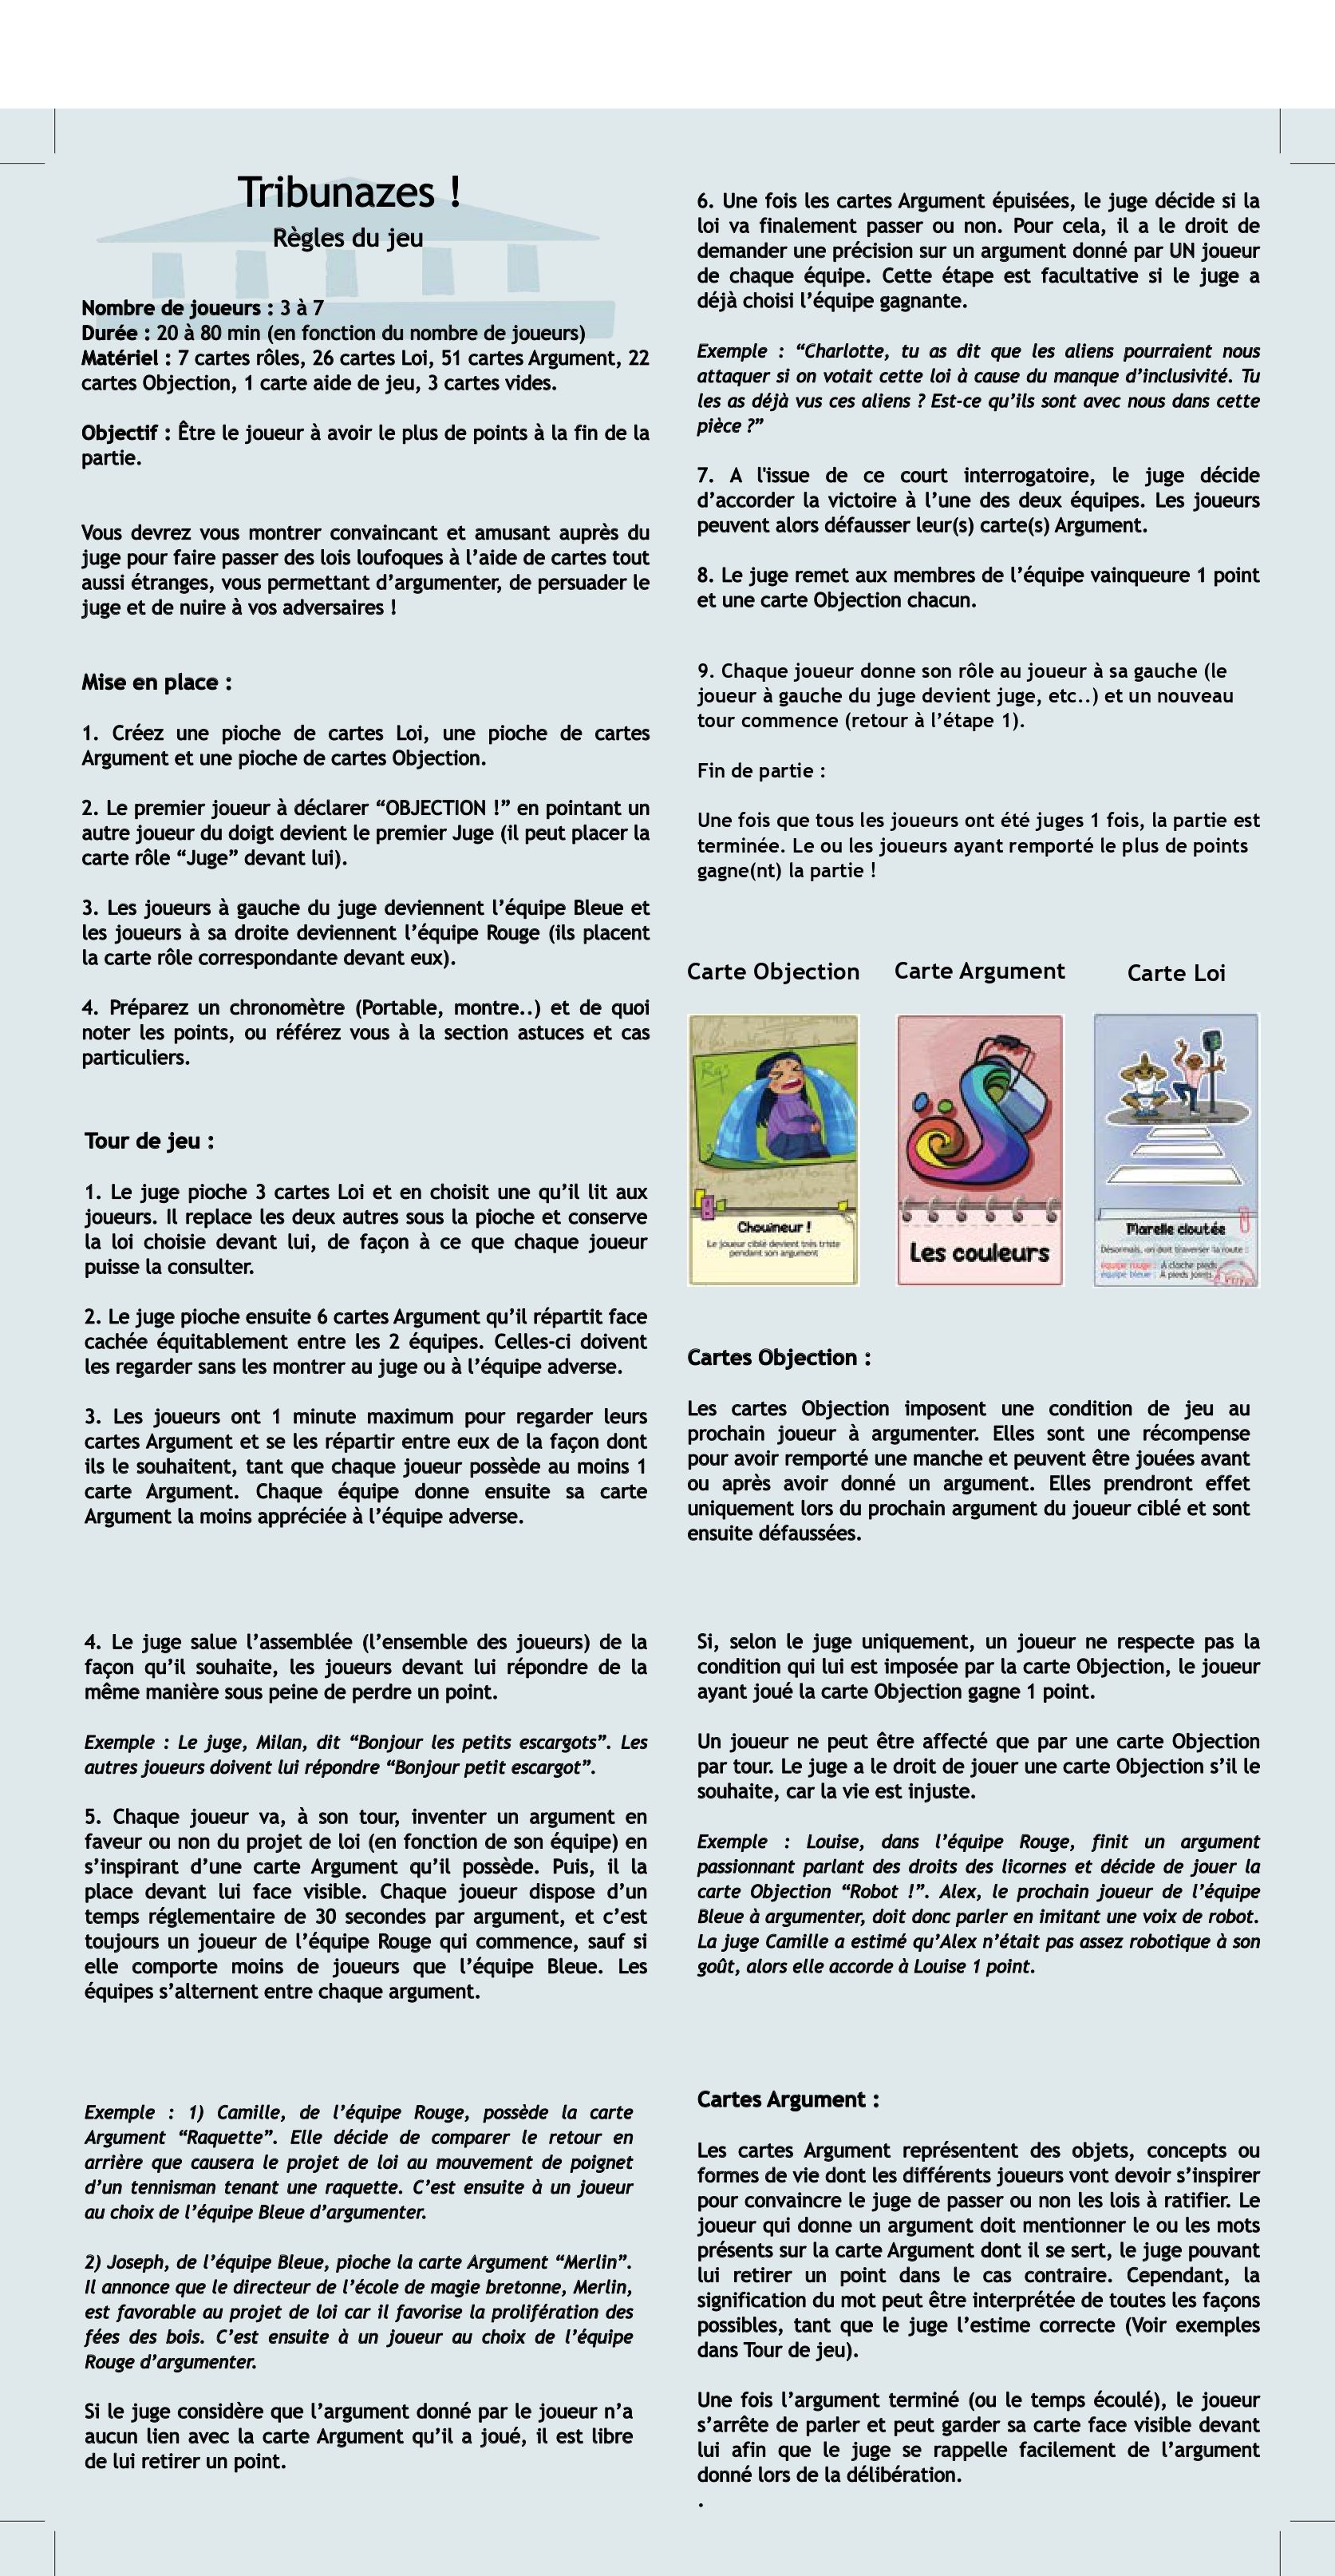 Tribunazes !
Règles du jeu
Nombre de joueurs : 3 à 7
Durée : 20 à 80 min (en fonction du nombre de joueurs)
Matériel : 7 cartes rôles, 26 cartes Loi, 51 cartes Argument, 22
cartes Objection, 1 carte aide de jeu, 3 cartes vides.
Objectif : Être le joueur à avoir le plus de points à la fin de la
partie.
Vous devrez vous montrer convaincant et amusant auprès du
juge pour faire passer des lois loufoques à l’aide de cartes tout
aussi étranges, vous permettant d’argumenter, de persuader le
juge et de nuire à vos adversaires !
Mise en place :
1. Créez une pioche de cartes Loi, une pioche de cartes
Argument et une pioche de cartes Objection.
2. Le premier joueur à déclarer “OBJECTION !” en pointant un
autre joueur du doigt devient le premier Juge (il peut placer la
carte rôle “Juge” devant lui).
3. Les joueurs à gauche du juge deviennent l’équipe Bleue et
les joueurs à sa droite deviennent l’équipe Rouge (ils placent
la carte rôle correspondante devant eux).
4. Préparez un chronomètre (Portable, montre..) et de quoi
noter les points, ou référez vous à la section astuces et cas
particuliers.
Tour de jeu :
1. Le juge pioche 3 cartes Loi et en choisit une qu’il lit aux
joueurs. Il replace les deux autres sous la pioche et conserve
la loi choisie devant lui, de façon à ce que chaque joueur
puisse la consulter.
2. Le juge pioche ensuite 6 cartes Argument qu’il répartit face
cachée équitablement entre les 2 équipes. Celles-ci doivent
les regarder sans les montrer au juge ou à l’équipe adverse.
3. Les joueurs ont 1 minute maximum pour regarder leurs
cartes Argument et se les répartir entre eux de la façon dont
ils le souhaitent, tant que chaque joueur possède au moins 1
carte Argument. Chaque équipe donne ensuite sa carte
Argument la moins appréciée à l’équipe adverse.
4. Le juge salue l’assemblée (l’ensemble des joueurs) de la
façon qu’il souhaite, les joueurs devant lui répondre de la
même manière sous peine de perdre un point.
Exemple : Le juge, Milan, dit “Bonjour les petits escargots”. Les
autres joueurs doivent lui répondre “Bonjour petit escargot”.
5. Chaque joueur va, à son tour, inventer un argument en
faveur ou non du projet de loi (en fonction de son équipe) en
s’inspirant d’une carte Argument qu’il possède. Puis, il la
place devant lui face visible. Chaque joueur dispose d’un
temps réglementaire de 30 secondes par argument, et c’est
toujours un joueur de l’équipe Rouge qui commence, sauf si
elle comporte moins de joueurs que l’équipe Bleue. Les
équipes s’alternent entre chaque argument.
Exemple : 1) Camille, de l’équipe Rouge, possède la carte
Argument “Raquette”. Elle décide de comparer le retour en
arrière que causera le projet de loi au mouvement de poignet
d’un tennisman tenant une raquette. C’est ensuite à un joueur
au choix de l’équipe Bleue d’argumenter.
2) Joseph, de l’équipe Bleue, pioche la carte Argument “Merlin”.
Il annonce que le directeur de l’école de magie bretonne, Merlin,
est favorable au projet de loi car il favorise la prolifération des
fées des bois. C’est ensuite à un joueur au choix de l’équipe
Rouge d’argumenter.
Si le juge considère que l’argument donné par le joueur n’a
aucun lien avec la carte Argument qu’il a joué, il est libre
de lui retirer un point.
6. Une fois les cartes Argument épuisées, le juge décide si la
loi va finalement passer ou non. Pour cela, il a le droit de
demander une précision sur un argument donné par UN joueur
de chaque équipe. Cette étape est facultative si le juge a
déjà choisi l’équipe gagnante.
Exemple : “Charlotte, tu as dit que les aliens pourraient nous
attaquer si on votait cette loi à cause du manque d’inclusivité. Tu
les as déjà vus ces aliens ? Est-ce qu’ils sont avec nous dans cette
pièce ?”
7. A l'issue de ce court interrogatoire, le juge décide
d’accorder la victoire à l’une des deux équipes. Les joueurs
peuvent alors défausser leur(s) carte(s) Argument.
8. Le juge remet aux membres de l’équipe vainqueure 1 point
et une carte Objection chacun.
9. Chaque joueur donne son rôle au joueur à sa gauche (le
joueur à gauche du juge devient juge, etc..) et un nouveau
tour commence (retour à l’étape 1).
Fin de partie :
Une fois que tous les joueurs ont été juges 1 fois, la partie est
terminée. Le ou les joueurs ayant remporté le plus de points
gagne(nt) la partie !
Carte Objection
Carte Argument
Carte Loi
Chouineur !
Le joueur ciblé devient très triste
pendant son argument
Les couleurs
Marelle cloutée
Désormais, on doit traverser la route :
équipe rouge : À cloche pieds
équipe bleue : À pieds joints
Cartes Objection :
Les cartes Objection imposent une condition de jeu au
prochain joueur à argumenter. Elles sont une récompense
pour avoir remporté une manche et peuvent être jouées avant
ou après avoir donné un argument. Elles prendront effet
uniquement lors du prochain argument du joueur ciblé et sont
ensuite défaussées.
Si, selon le juge uniquement, un joueur ne respecte pas la
condition qui lui est imposée par la carte Objection, le joueur
ayant joué la carte Objection gagne 1 point.
Un joueur ne peut être affecté que par une carte Objection
par tour. Le juge a le droit de jouer une carte Objection s’il le
souhaite, car la vie est injuste.
Exemple : Louise, dans l’équipe Rouge, finit un argument
passionnant parlant des droits des licornes et décide de jouer la
carte Objection “Robot !”. Alex, le prochain joueur de l’équipe
Bleue à argumenter, doit donc parler en imitant une voix de robot.
La juge Camille a estimé qu’Alex n’était pas assez robotique à son
goût, alors elle accorde à Louise 1 point.
Cartes Argument :
Les cartes Argument représentent des objets, concepts ou
formes de vie dont les différents joueurs vont devoir s’inspirer
pour convaincre le juge de passer ou non les lois à ratifier. Le
joueur qui donne un argument doit mentionner le ou les mots
présents sur la carte Argument dont il se sert, le juge pouvant
lui retirer un point dans le cas contraire. Cependant, la
signification du mot peut être interprétée de toutes les façons
possibles, tant que le juge l’estime correcte (Voir exemples
dans Tour de jeu).
Une fois l’argument terminé (ou le temps écoulé), le joueur
s’arrête de parler et peut garder sa carte face visible devant
lui afin que le juge se rappelle facilement de l’argument
donné lors de la délibération.
.